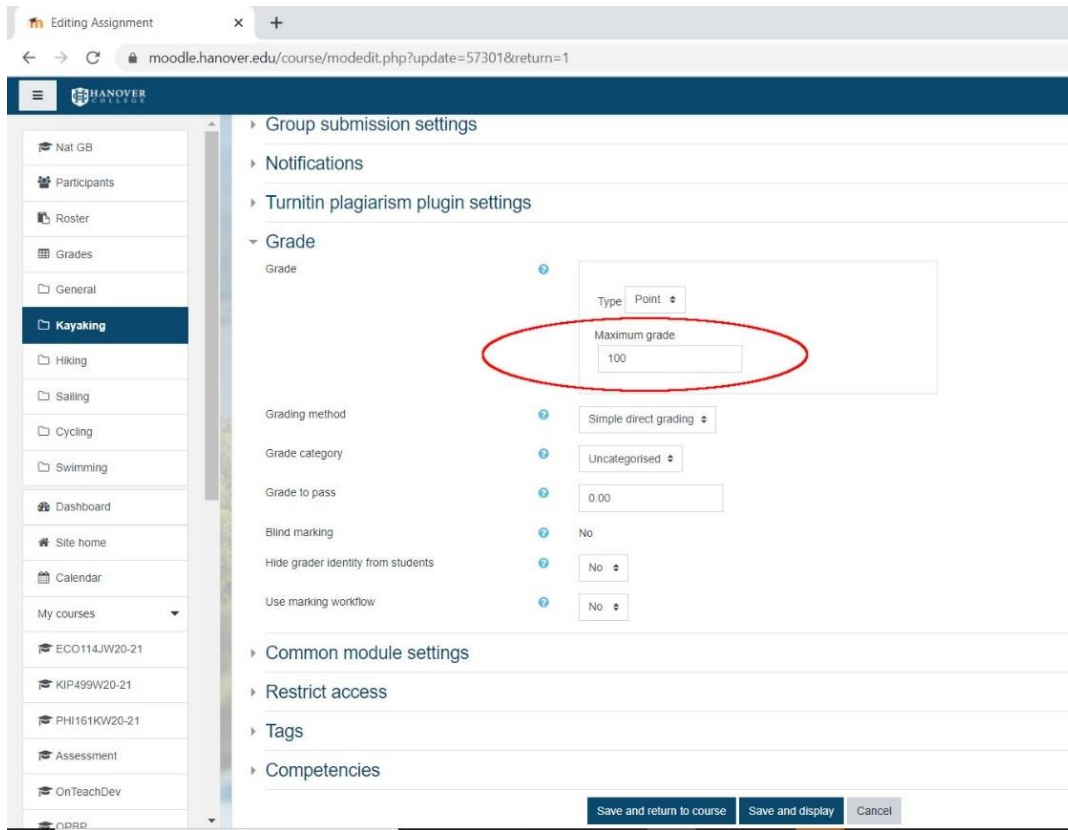 Editing Assignment
moodle.hanover.edu/course/modedit.php?update=57301&return=1
HANOVER
COLLEGE
Nat GB
Participants
Roster
Grades
General
Kayaking
Hiking
Sailing
Cycling
Swimming
Dashboard
Site home
Calendar
My courses
ECO114JW20-21
KIP499W20-21
PHI161KW20-21
Assessment
OnTeachDev
Group submission settings
Notifications
Turnitin plagiarism plugin settings
Grade
Grade
Type Point
Maximum grade
100
Grading method Simple direct grading
Grade category Uncategorised
Grade to pass 0.00
Blind marking No
Hide grader identity from students No
Use marking workflow No
Common module settings
Restrict access
Tags
Competencies
Save and return to course Save and display Cancel